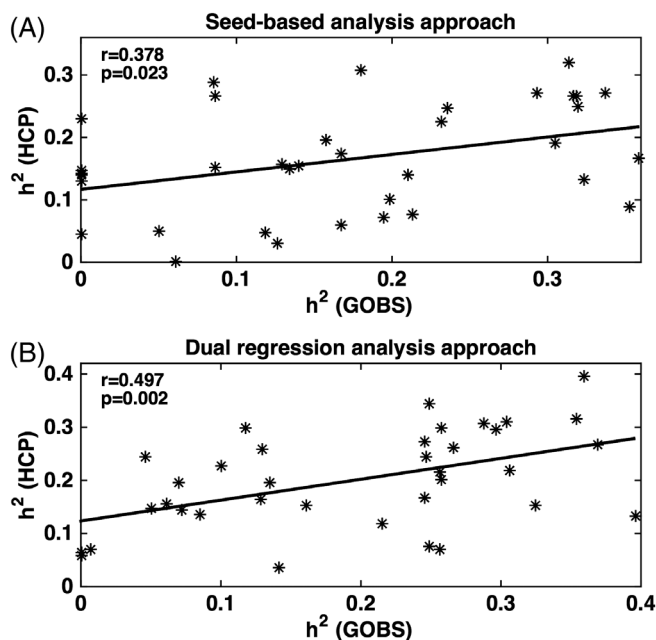 (A)
Seed-based analysis approach
r=0.378
p=0.023
0.3
0.2
0.1
0
h² (HCP)
0 0.1 0.2 0.3
h² (GOBS)
(B)
Dual regression analysis approach
r=0.497
p=0.002
0.4
0.3
0.2
0.1
0
h² (HCP)
0 0.1 0.2 0.3 0.4
h² (GOBS)